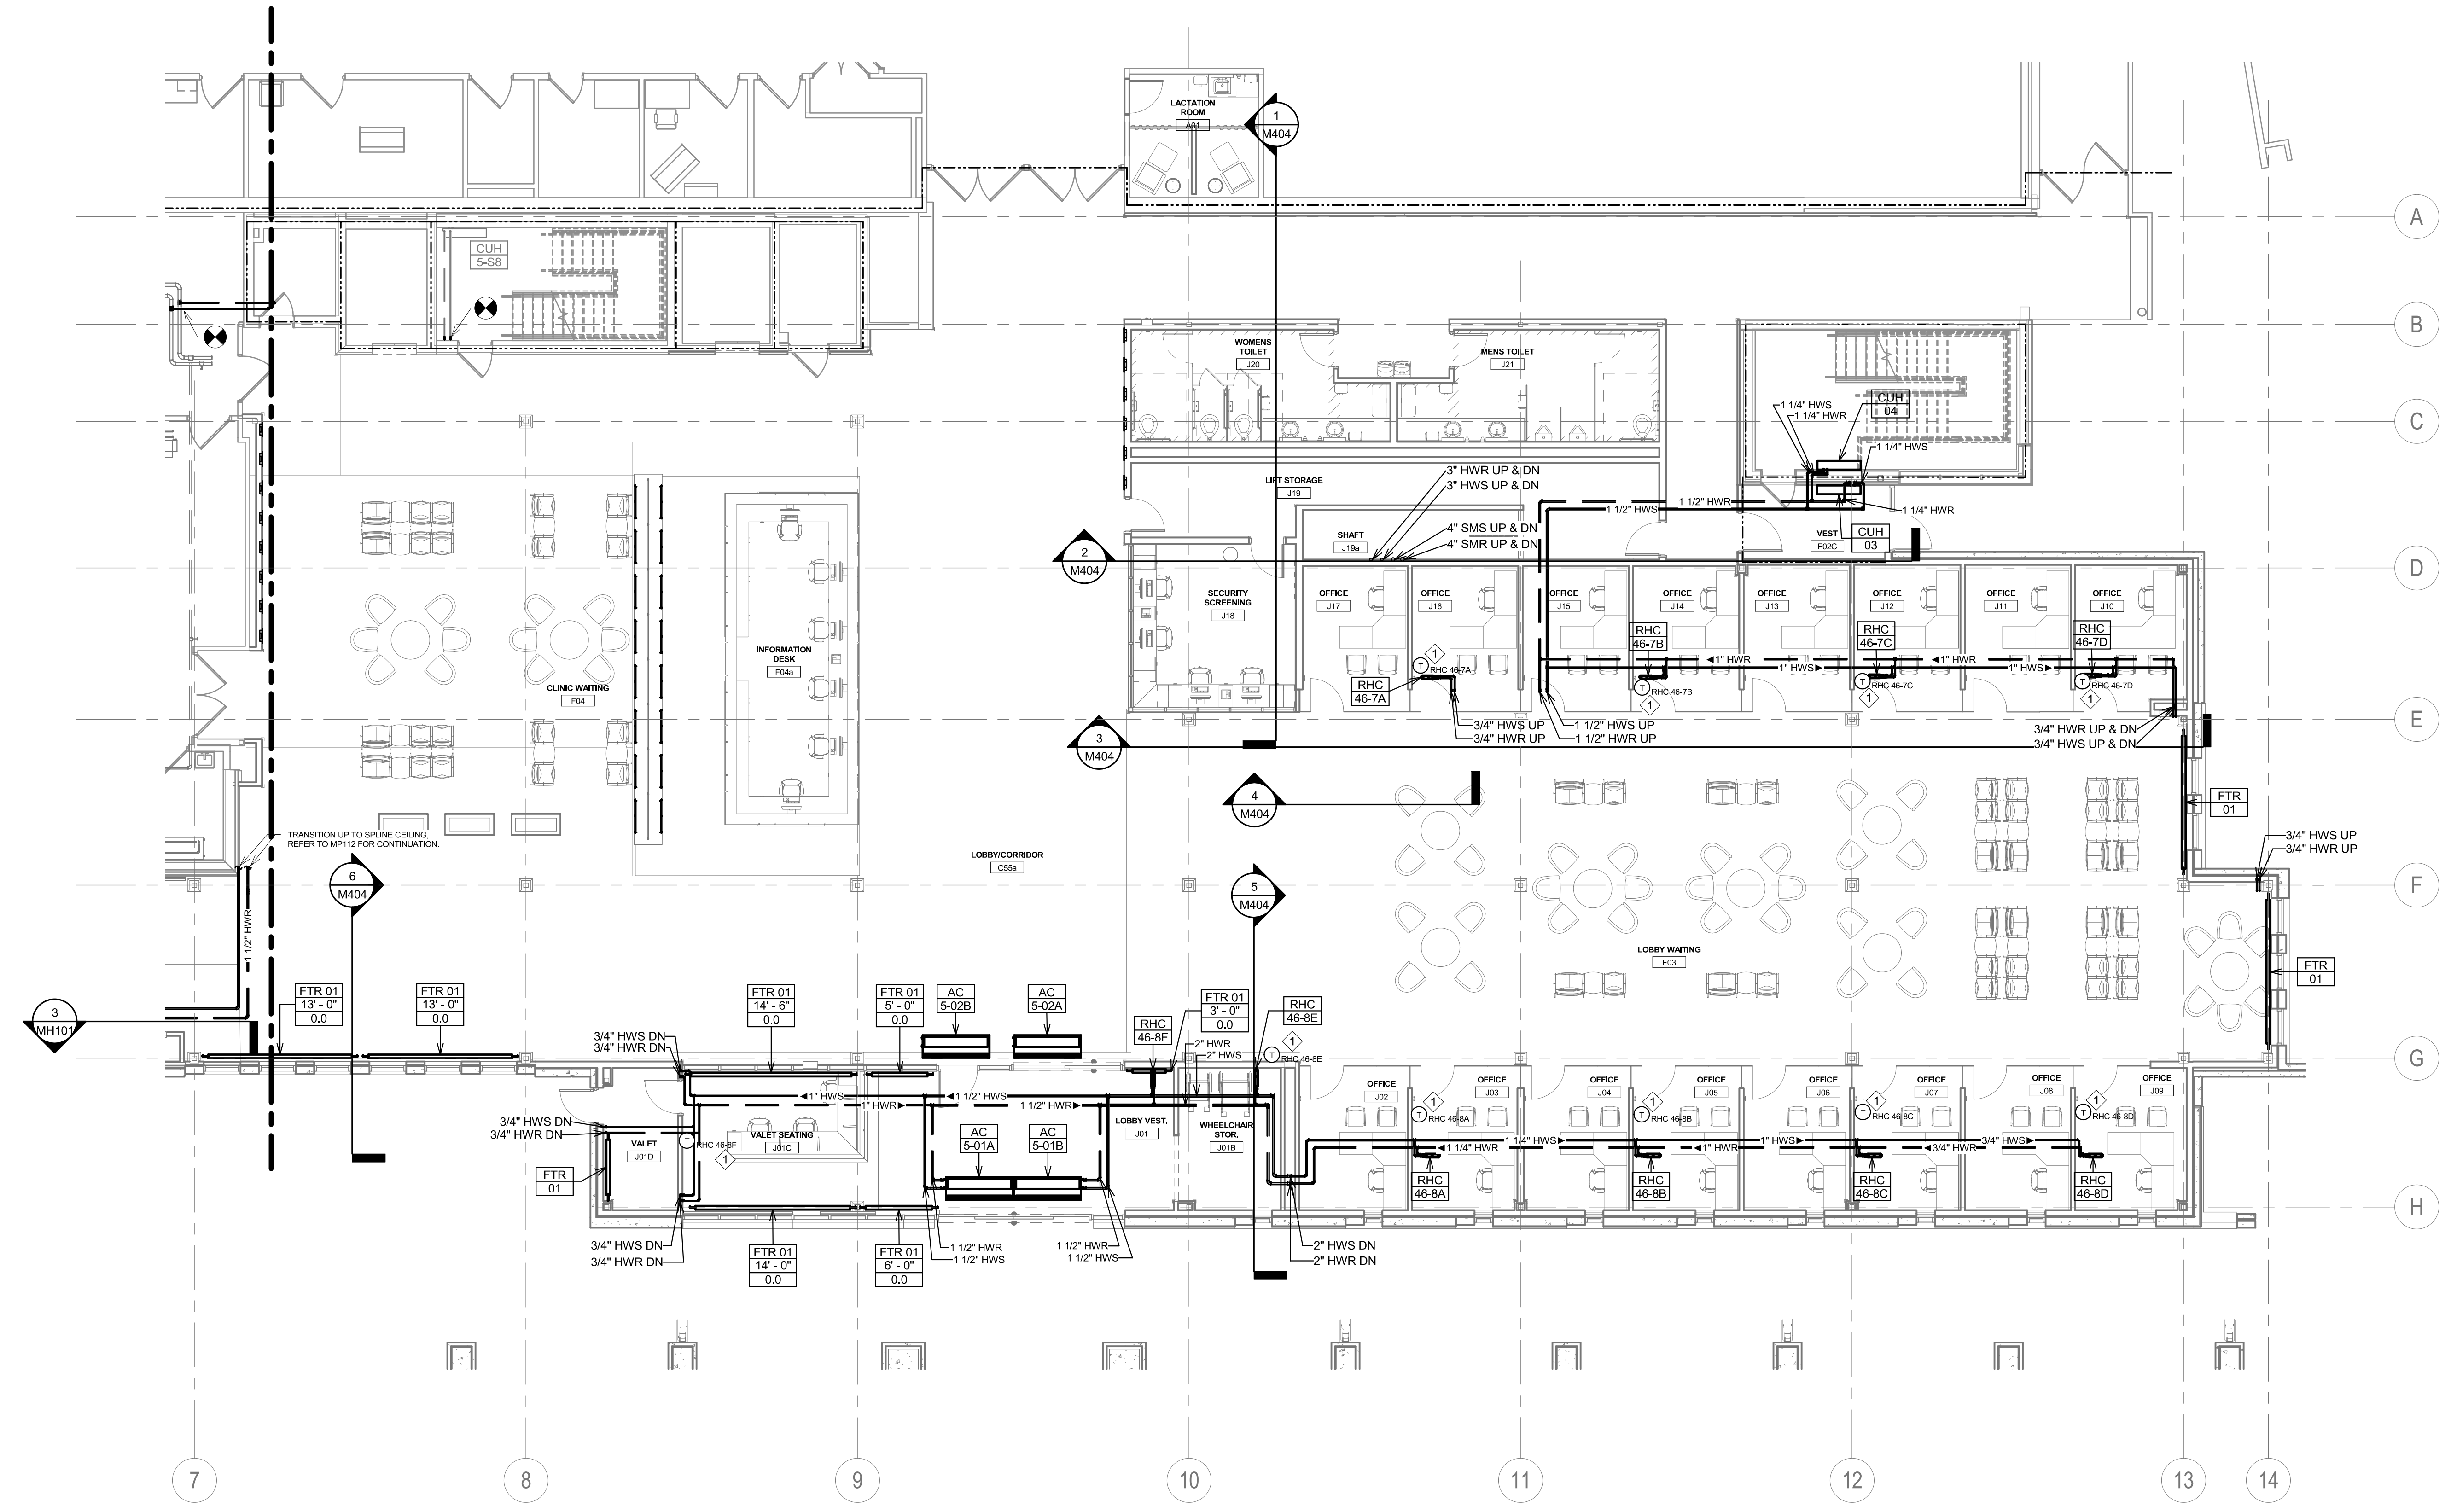 LACTATION
ROOM
A01
1
M404
A
CUH
5-S8
B
WOMENS
TOILET
J20
MENS TOILET
J21
1 1/4" HWS
1 1/4" HWR
CUH
04
C
1 1/4" HWS
3" HWR UP & DN
3" HWS UP & DN
LIFT STORAGE
J19
1 1/2" HWR
1 1/2" HWS
1 1/4" HWR
4" SMS UP & DN
4" SMR UP & DN
SHAFT
J19a
VEST
F02C
CUH
03
2
M404
D
SECURITY
SCREENING
J18
OFFICE
J17
OFFICE
J16
OFFICE
J15
OFFICE
J14
OFFICE
J13
OFFICE
J12
OFFICE
J11
OFFICE
J10
RHC
46-7B
RHC
46-7C
RHC
46-7D
INFORMATION
DESK
F04a
CLINIC WAITING
F04
1
T
RHC 46-7A
RHC
46-7A
1" HWR
1" HWS
1" HWR
1" HWS
T
RHC 46-7B
1
T
RHC 46-7C
1
T
RHC 46-7D
1
E
3/4" HWS UP
3/4" HWR UP
1 1/2" HWS UP
1 1/2" HWR UP
3/4" HWR UP & DN
3/4" HWS UP & DN
3
M404
4
M404
FTR
01
TRANSITION UP TO SPLINE CEILING,
REFER TO MP112 FOR CONTINUATION.
3/4" HWS UP
3/4" HWR UP
LOBBY/CORRIDOR
C55a
6
M404
5
M404
F
1 1/2" HWR
LOBBY WAITING
F03
FTR
01
3
MH101
FTR 01
13' - 0"
0.0
FTR 01
13' - 0"
0.0
FTR 01
14' - 6"
0.0
FTR 01
5' - 0"
0.0
AC
5-02B
AC
5-02A
RHC
46-8F
FTR 01
3' - 0"
0.0
RHC
46-8E
3/4" HWS DN
3/4" HWR DN
2" HWR
2" HWS
1
T
RHC 46-8E
G
1" HWS
1" HWR
1 1/2" HWS
1 1/2" HWR
OFFICE
J02
OFFICE
J03
OFFICE
J04
OFFICE
J05
OFFICE
J06
OFFICE
J07
OFFICE
J08
OFFICE
J09
1
T
RHC 46-8A
1
T
RHC 46-8B
1
T
RHC 46-8C
1
T
RHC 46-8D
3/4" HWS DN
3/4" HWR DN
VALET
J01D
T
RHC 46-8F
1
VALET SEATING
J01C
AC
5-01A
AC
5-01B
LOBBY VEST.
J01
WHEELCHAIR
STOR.
J01B
1 1/4" HWS
1 1/4" HWR
1" HWS
1" HWR
3/4" HWS
3/4" HWR
FTR
01
RHC
46-8A
RHC
46-8B
RHC
46-8C
RHC
46-8D
H
3/4" HWS DN
3/4" HWR DN
FTR 01
14' - 0"
0.0
FTR 01
6' - 0"
0.0
1 1/2" HWR
1 1/2" HWS
1 1/2" HWR
1 1/2" HWS
2" HWS DN
2" HWR DN
7
8
9
10
11
12
13
14